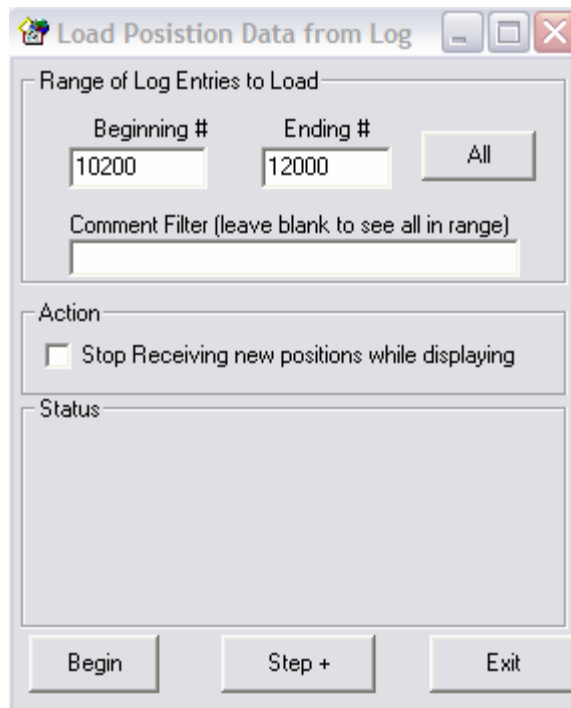 Load Posistion Data from Log
Range of Log Entries to Load
Beginning # Ending #
10200 12000 All
Comment Filter (leave blank to see all in range)
Action
Stop Receiving new positions while displaying
Status
Begin Step + Exit